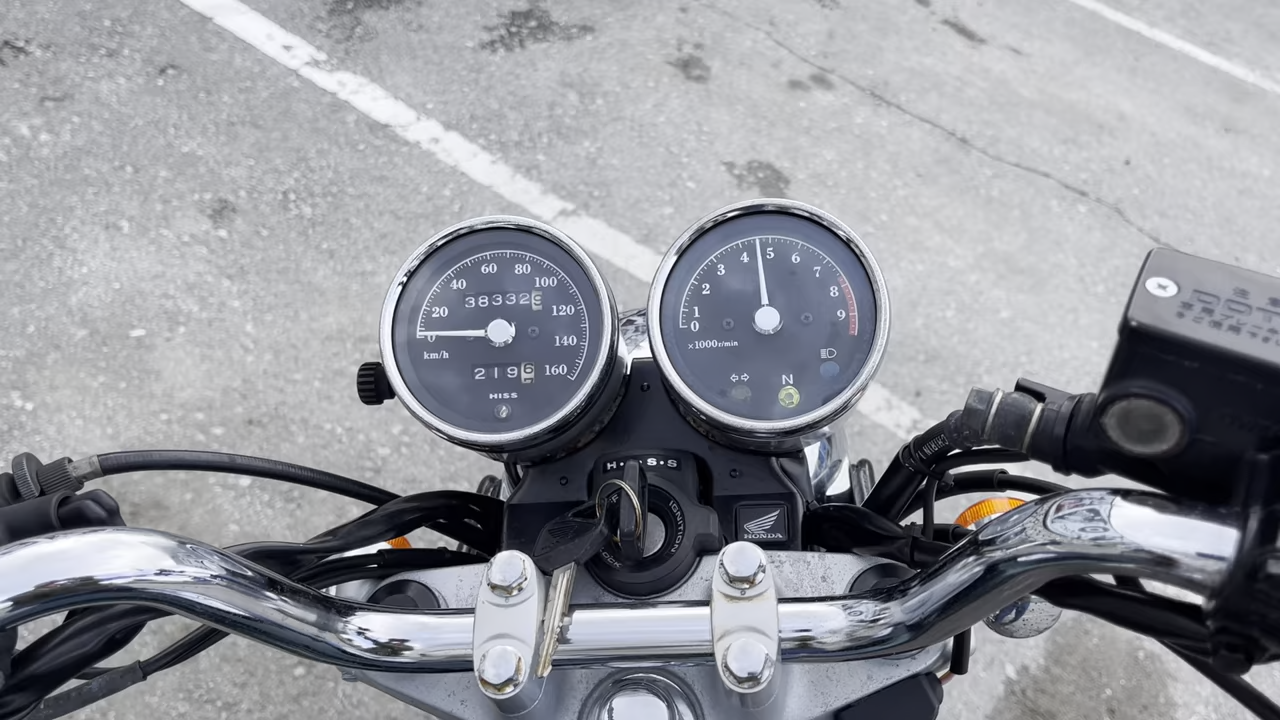 60 80
40 100
383329
20 120
0 140
km/h
2196 160
HISS
4 5 6
3 7
2 8
1 9
0
×1000r/min
N
H·I·S·S
IGNITION
LOCK
HONDA